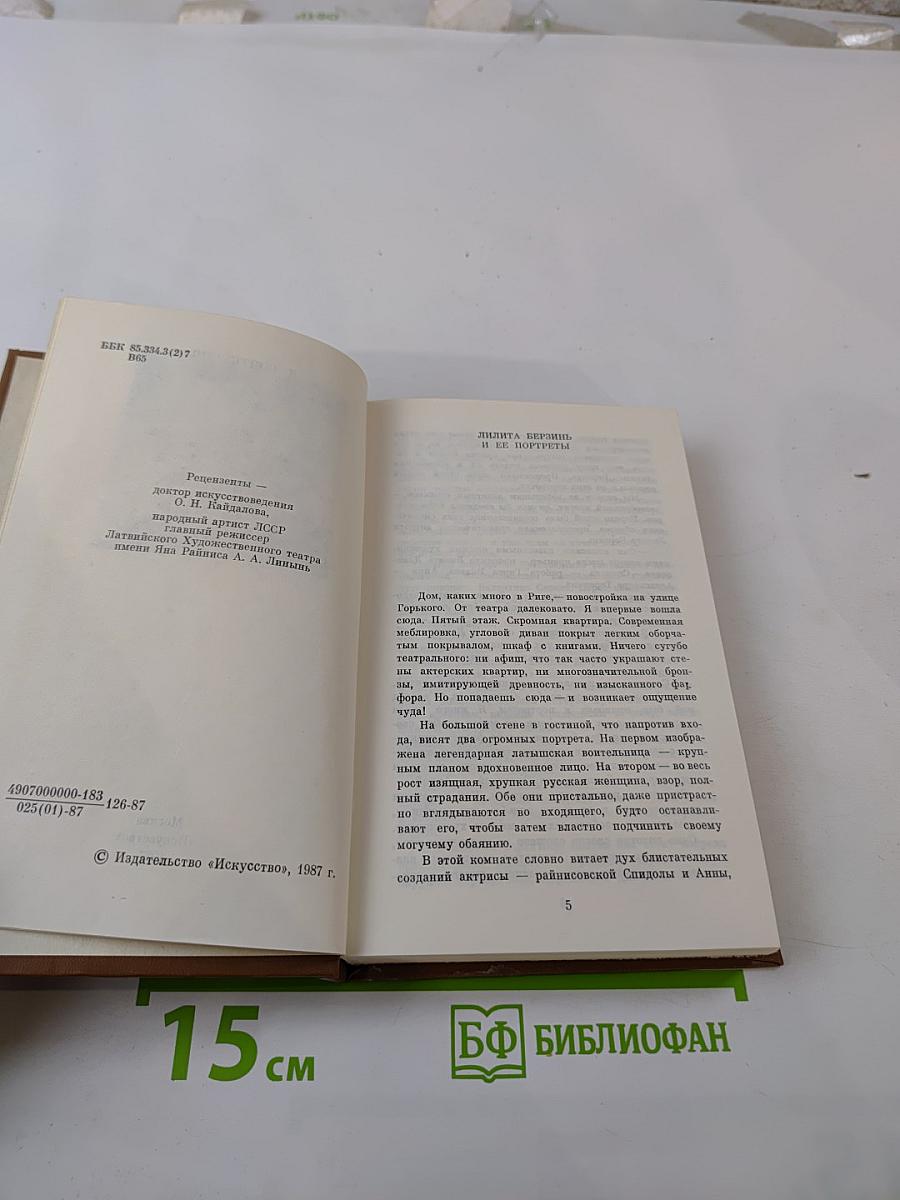 ББК 85.334.3(2)7
В65
Рецензенты —
доктор искусствоведения
О. Н. Кайдалова,
народный артист ЛССР
главный режиссер
Латвийского Художественного театра
имени Яна Райниса А. А. Линынь
4907000000-183
025(01)-87
126-87
© Издательство «Искусство», 1987 г.
ЛИЛИТА БЕРЗИНЬ
И ЕЕ ПОРТРЕТЫ
Дом, каких много в Риге,— новостройка на улице
Горького. От театра далековато. Я впервые вошла
сюда. Пятый этаж. Скромная квартира. Современная
меблировка, угловой диван покрыт легким оборча-
тым покрывалом, шкаф с книгами. Ничего сугубо
театрального: ни афиш, что так часто украшают сте-
ны актерских квартир, ни многозначительной брон-
зы, имитирующей древность, ни изысканного фар-
фора. Но попадаешь сюда — и возникает ощущение
чуда!
На большой стене в гостиной, что напротив вхо-
да, висят два огромных портрета. На первом изобра-
жена легендарная латышская воительница — круп-
ным планом вдохновенное лицо. На втором — во весь
рост изящная, хрупкая русская женщина, взор, пол-
ный страдания. Обе они пристально, даже пристраст-
но вглядываются во входящего, будто останавли-
вают его, чтобы затем властно подчинить своему
могучему обаянию.
В этой комнате словно витает дух блистательных
созданий актрисы — райнисовской Спидолы и Анны,
5
15 см
БФ БИБЛИОФАН